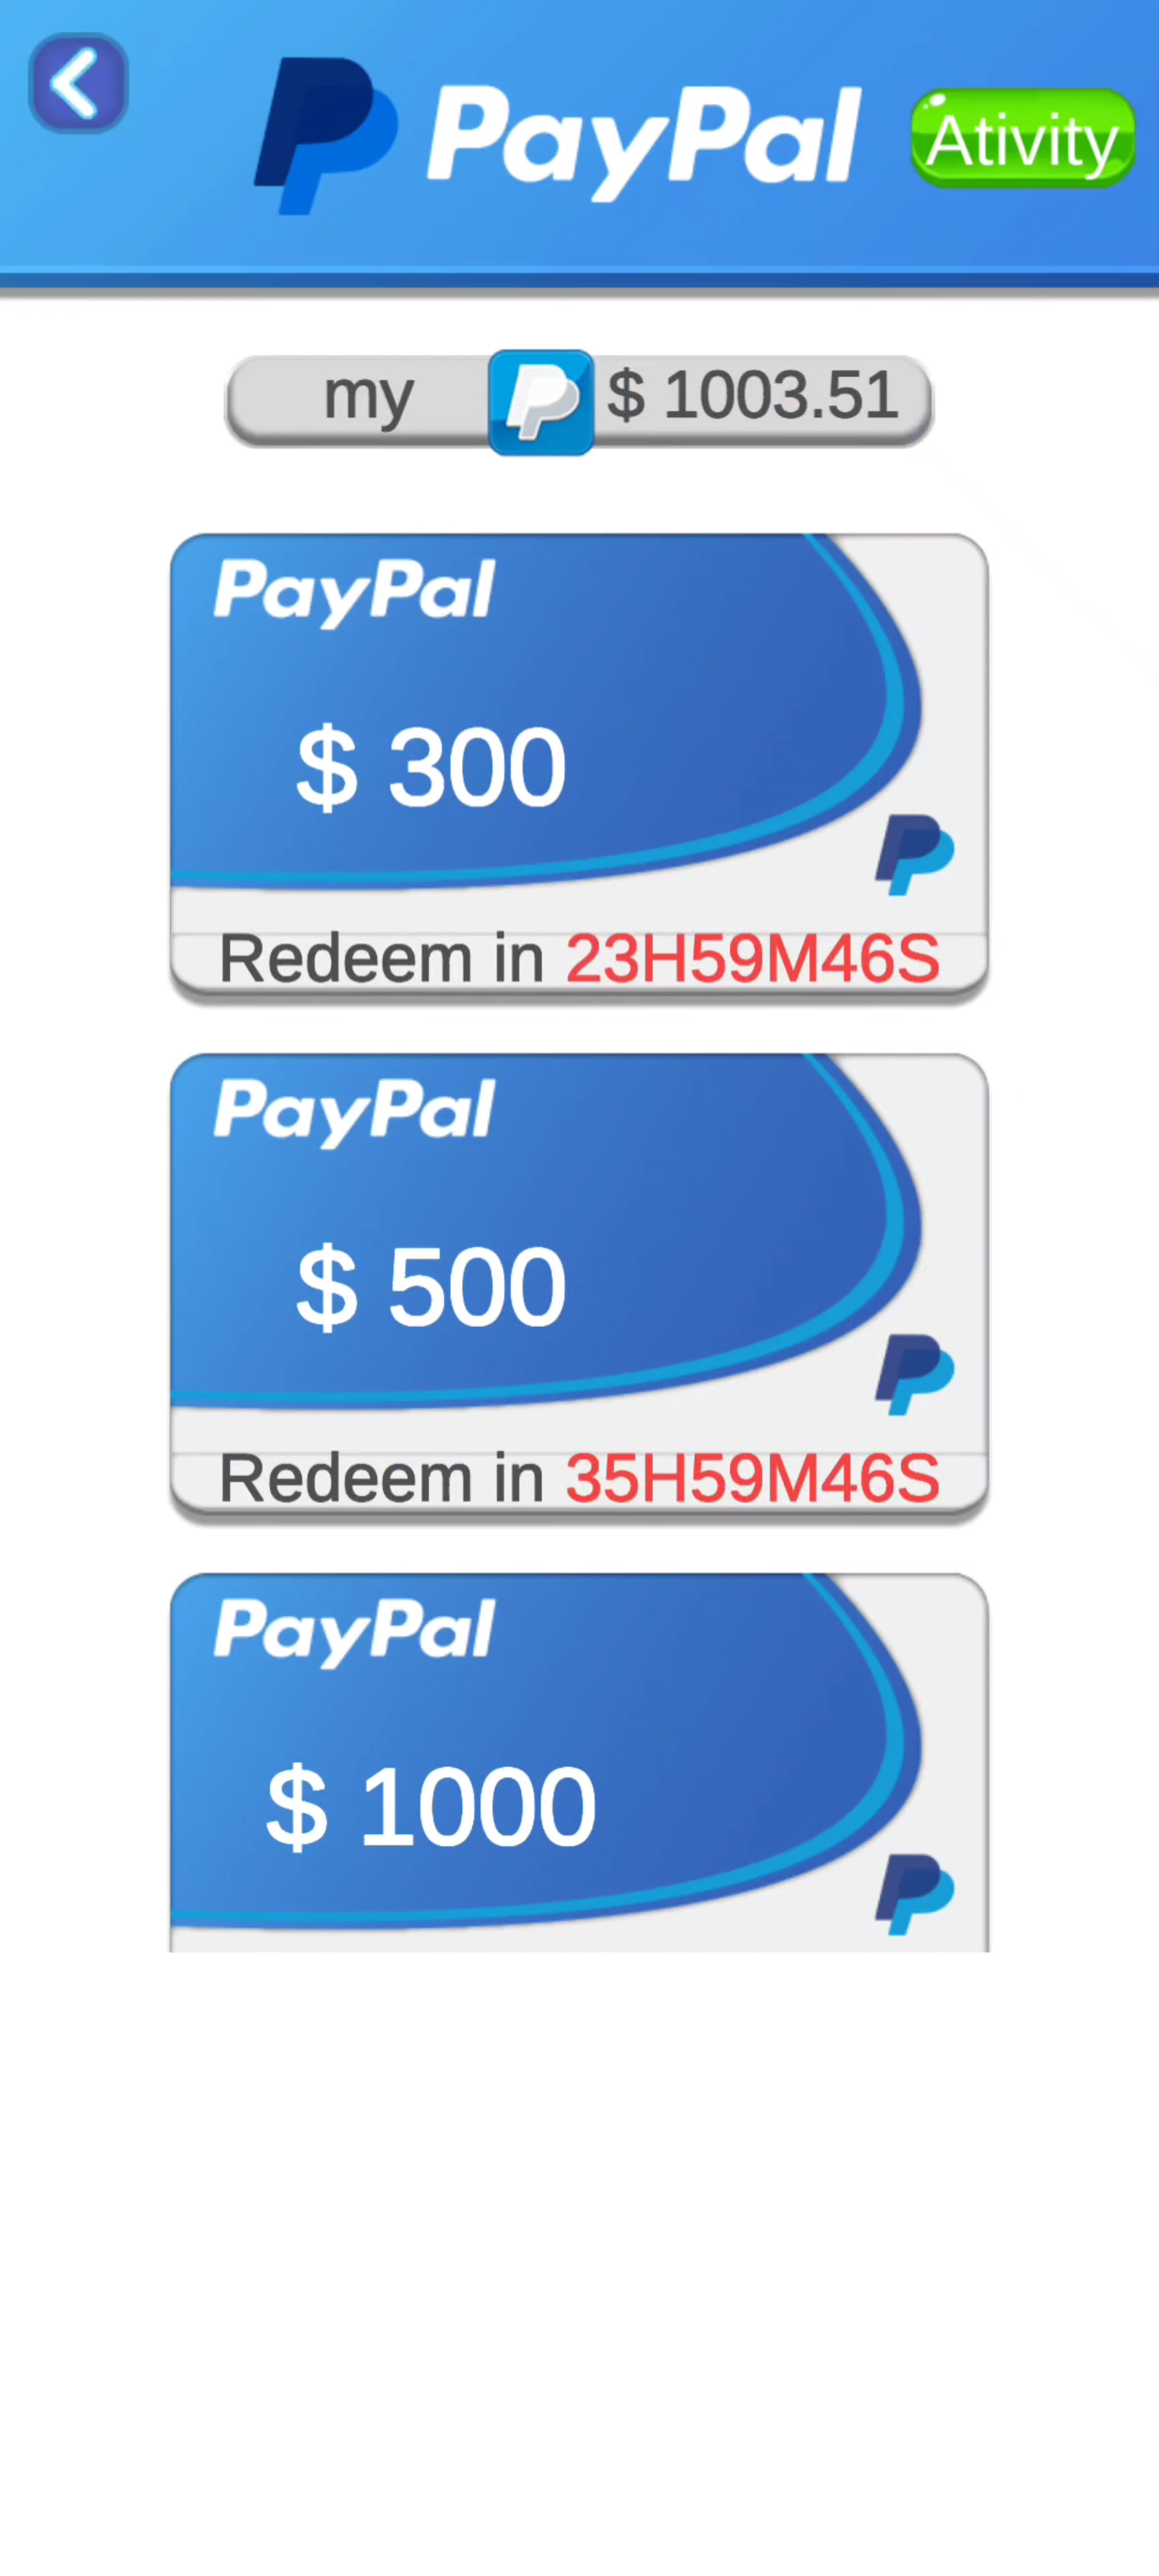 PayPal
Ativity
my $ 1003.51
PayPal
$ 300
Redeem in 23H59M46S
PayPal
$ 500
Redeem in 35H59M46S
PayPal
$ 1000